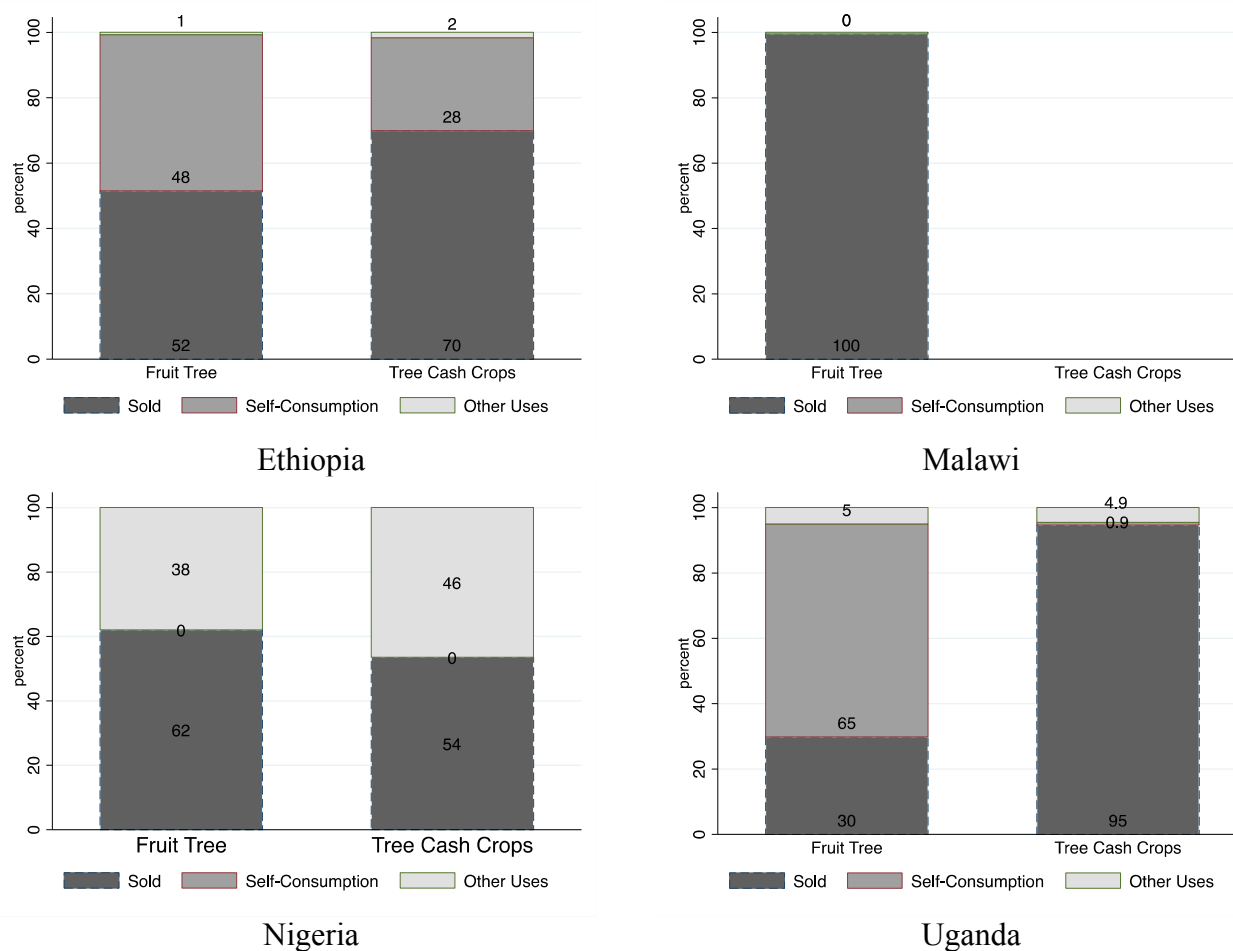 1
2
100
80
60
40
20
0
percent
48
28
52
70
Fruit Tree
Tree Cash Crops
Sold
Self-Consumption
Other Uses
Ethiopia
0
100
80
60
40
20
0
percent
100
Fruit Tree
Tree Cash Crops
Sold
Self-Consumption
Other Uses
Malawi
100
80
60
40
20
0
percent
38
46
0
0
62
54
Fruit Tree
Tree Cash Crops
Sold
Self-Consumption
Other Uses
Nigeria
100
80
60
40
20
0
percent
5
4.9
0.9
65
30
95
Fruit Tree
Tree Cash Crops
Sold
Self-Consumption
Other Uses
Uganda